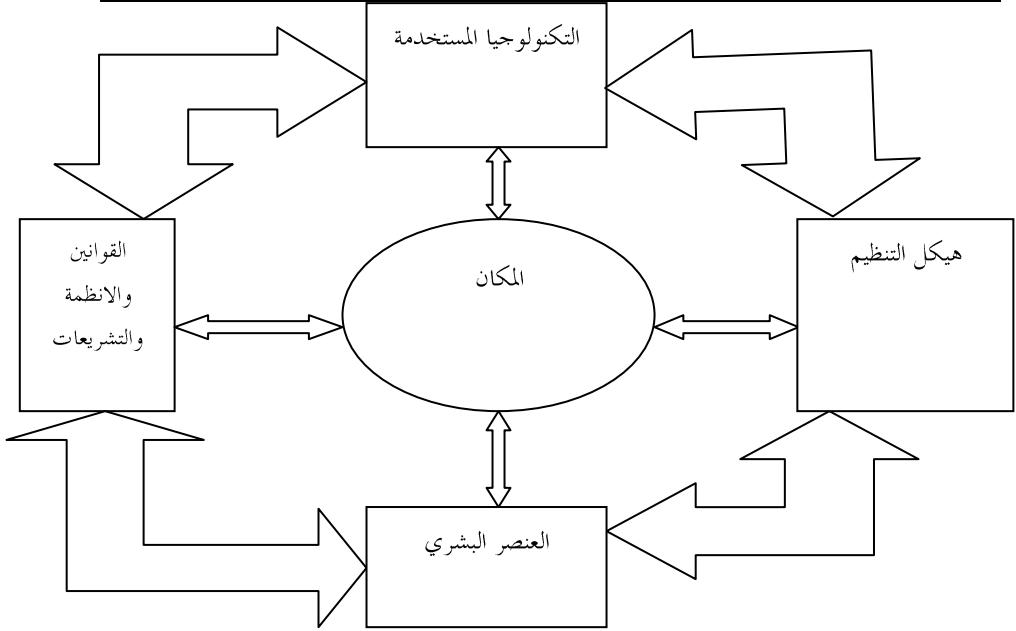 التكنولوجيا المستخدمة
هيكل التنظيم
القوانين
والانظمة
والتشريعات
المكان
العنصر البشري